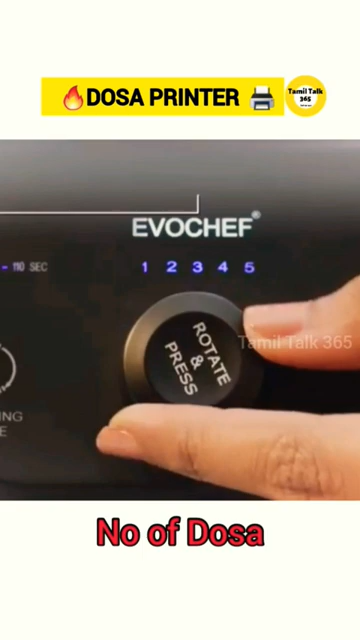 🔥DOSA PRINTER 🖨️
Tamil Talk
365
EVOCHEF®
- 110 SEC
1 2 3 4 5
ROTATE
&
PRESS
Tamil Talk 365
ING
E
No of Dosa